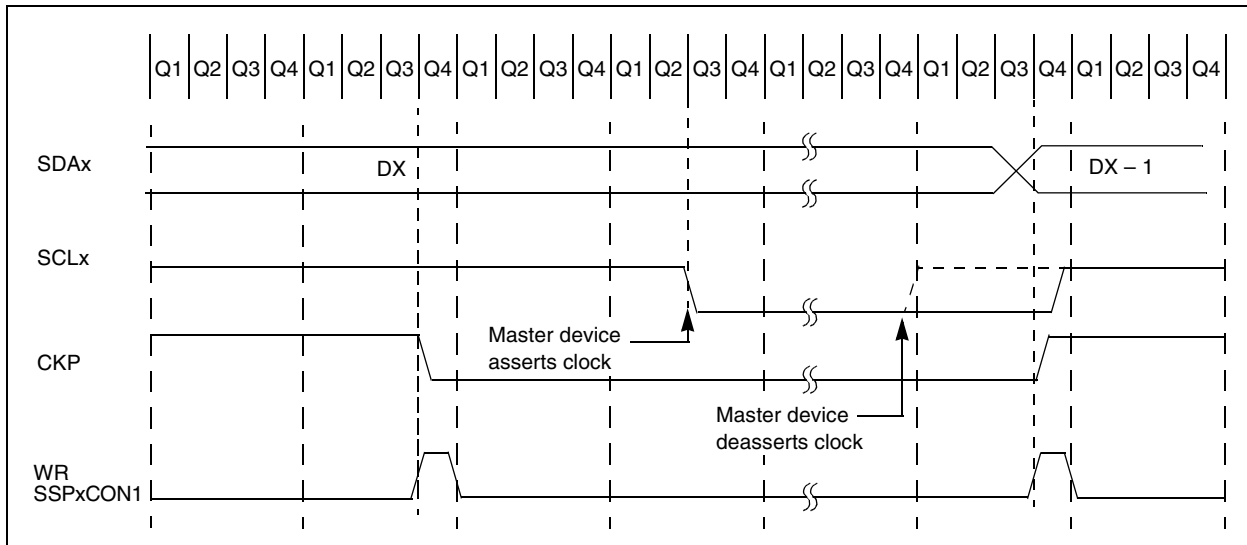 Q1 Q2 Q3 Q4 Q1 Q2 Q3 Q4 Q1 Q2 Q3 Q4 Q1 Q2 Q3 Q4 Q1 Q2 Q3 Q4 Q1 Q2 Q3 Q4 Q1 Q2 Q3 Q4
SDAx
DX
DX – 1
SCLx
Master device
asserts clock
CKP
Master device
deasserts clock
WR
SSPxCON1